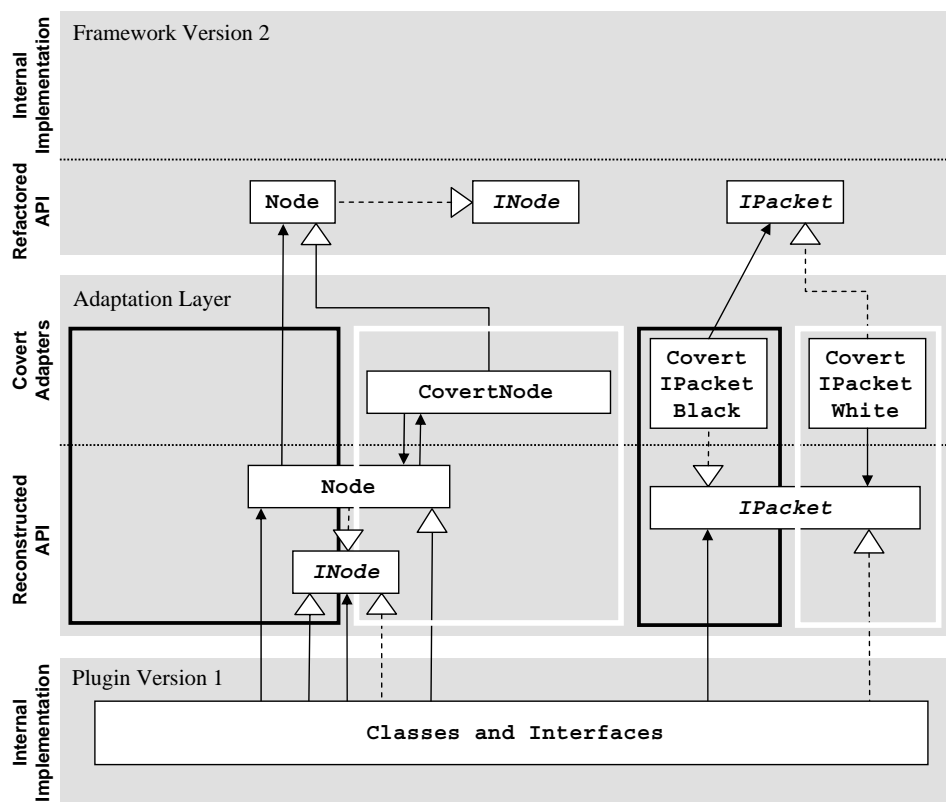 Framework Version 2
Internal
Implementation
Refactored
API
Node
INode
IPacket
Adaptation Layer
Covert
Adapters
CovertNode
Covert
IPacket
Black
Covert
IPacket
White
Reconstructed
API
Node
IPacket
INode
Plugin Version 1
Internal
Implementation
Classes and Interfaces